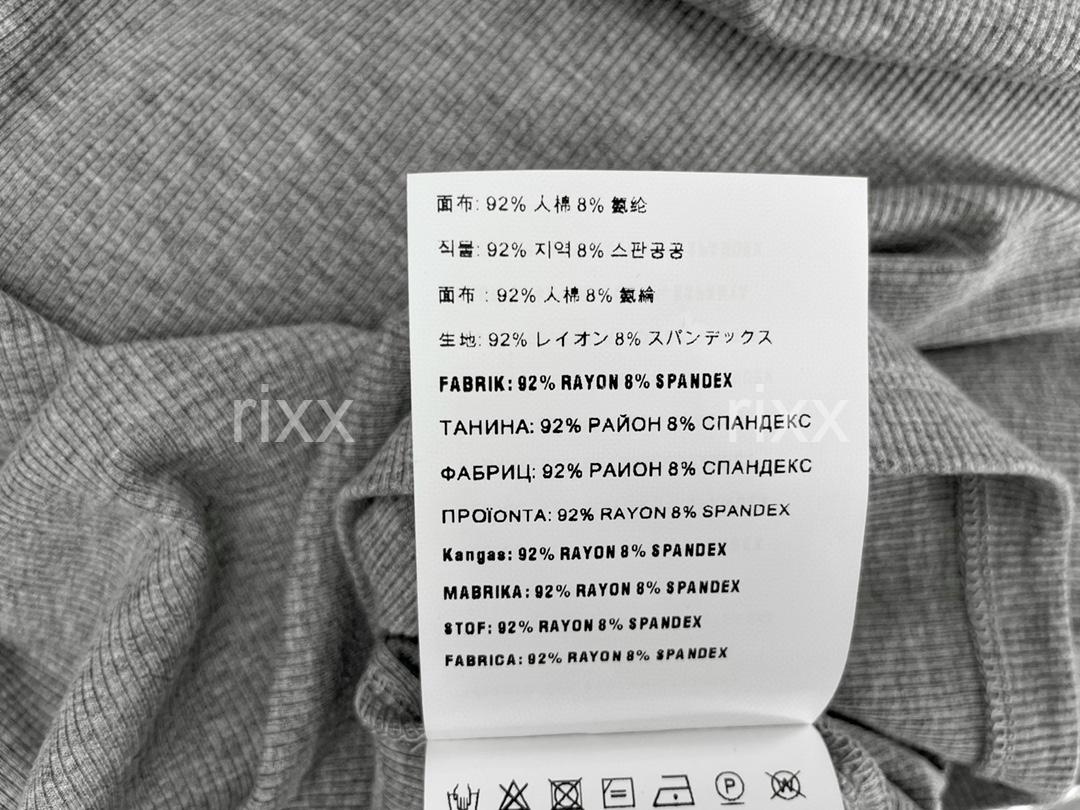 面布: 92% 人棉 8% 氨纶
직물: 92% 지역 8% 스판공공
面布 : 92% 人棉 8% 氨綸
生地: 92% レイオン 8% スパンデックス
FABRIK: 92% RAYON 8% SPANDEX
ТАНИНА: 92% РАЙОН 8% СПАНДЕКС
ФАБРИЦ: 92% РАИОН 8% СПАНДЕКС
ΠΡΟΪΟΝΤΑ: 92% RAYON 8% SPANDEX
Kangas: 92% RAYON 8% SPANDEX
MABRIKA: 92% RAYON 8% SPANDEX
STOF: 92% RAYON 8% SPANDEX
FABRICA: 92% RAYON 8% SPANDEX
rixx rixx
P
W